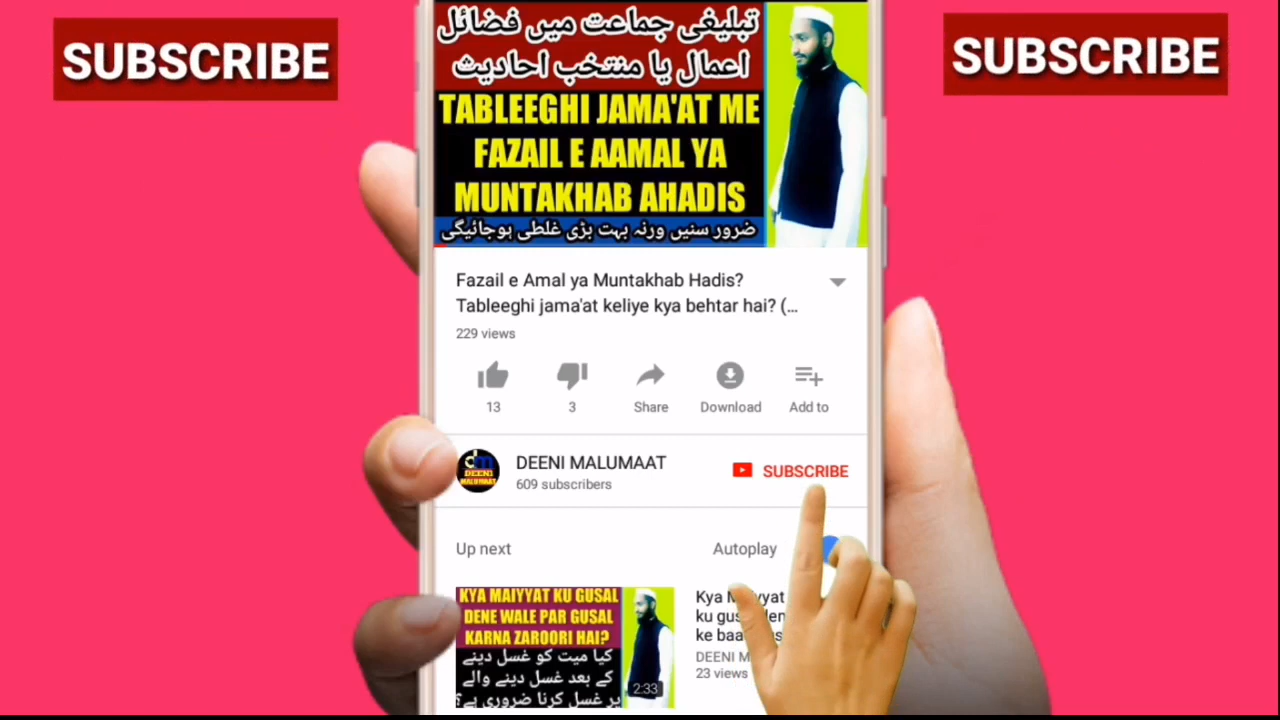 SUBSCRIBE
SUBSCRIBE
تبلیغی جماعت میں فضائل
اعمال یا منتخب احادیث
TABLEEGHI JAMA'AT ME
FAZAIL E AAMAL YA
MUNTAKHAB AHADIS
ضرور سنیں ورنہ بہت بڑی غلطی ہوجائیگی
Fazail e Amal ya Muntakhab Hadis?
Tableeghi jama'at keliye kya behtar hai? (...
229 views
13
3
Share
Download
Add to
dm
DEENI
MALUMAAT
DEENI MALUMAAT
609 subscribers
SUBSCRIBE
Up next
Autoplay
KYA MAIYYAT KU GUSAL
DENE WALE PAR GUSAL
KARNA ZAROORI HAI?
کیا میت کو غسل دینے
کے بعد غسل دینے والے
پر غسل کرنا ضروری ہے؟
2:33
Kya
ku
ke
DEENI
23 views